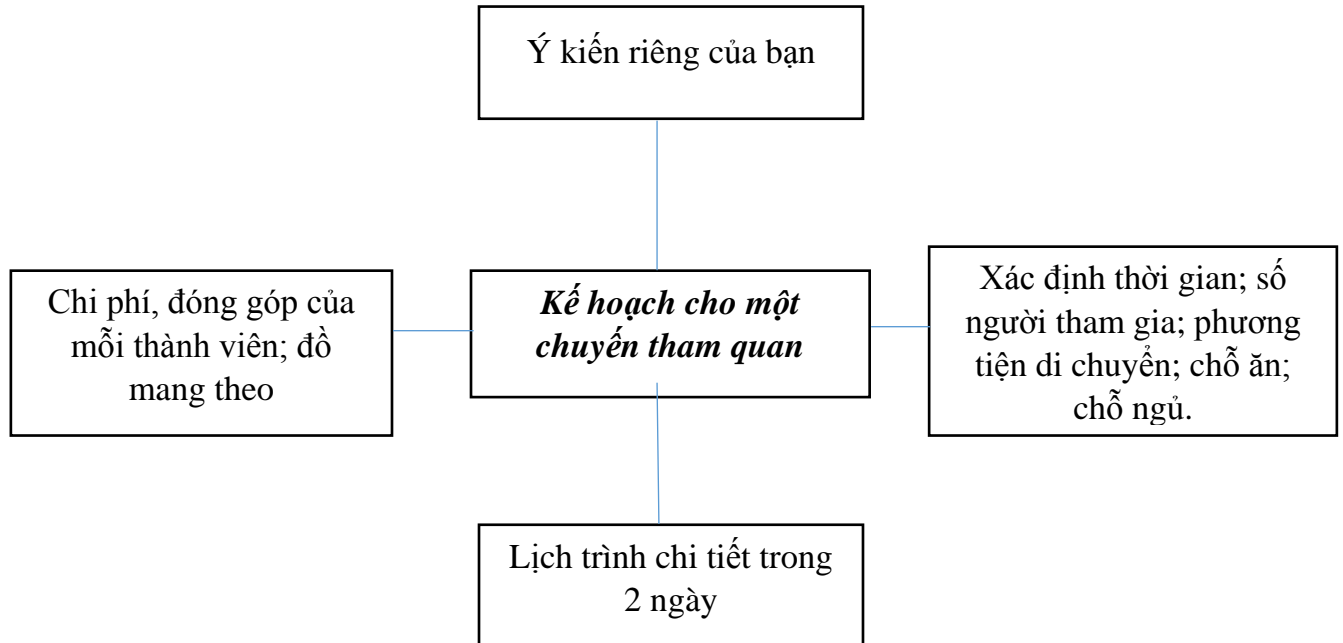 Ý kiến riêng của bạn
Chi phí, đóng góp của
mỗi thành viên; đồ
mang theo
Kế hoạch cho một
chuyến tham quan
Xác định thời gian; số
người tham gia; phương
tiện di chuyển; chỗ ăn;
chỗ ngủ.
Lịch trình chi tiết trong
2 ngày